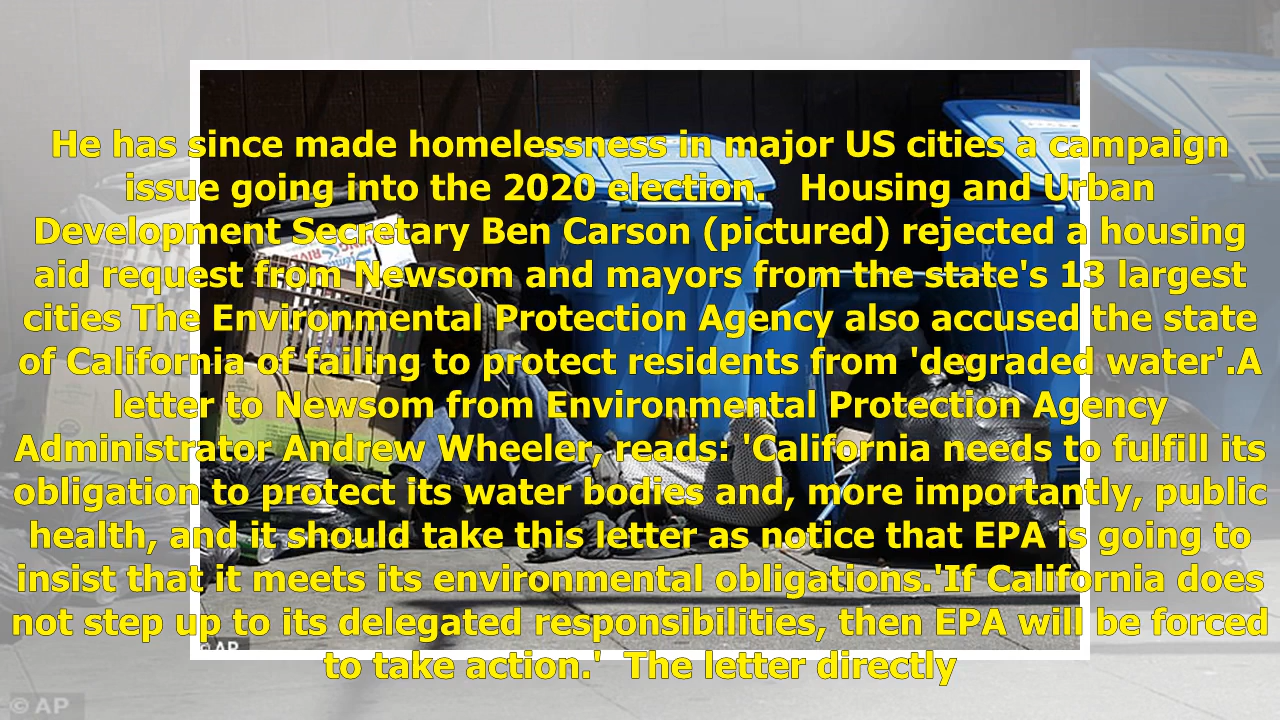 He has since made homelessness in major US cities a campaign
issue going into the 2020 election.   Housing and Urban
Development Secretary Ben Carson (pictured) rejected a housing
aid request from Newsom and mayors from the state's 13 largest
cities The Environmental Protection Agency also accused the state
of California of failing to protect residents from 'degraded water'.A
letter to Newsom from Environmental Protection Agency
Administrator Andrew Wheeler, reads: 'California needs to fulfill its
obligation to protect its water bodies and, more importantly, public
health, and it should take this letter as notice that EPA is going to
insist that it meets its environmental obligations.'If California does
not step up to its delegated responsibilities, then EPA will be forced
to take action.'  The letter directly
© AP